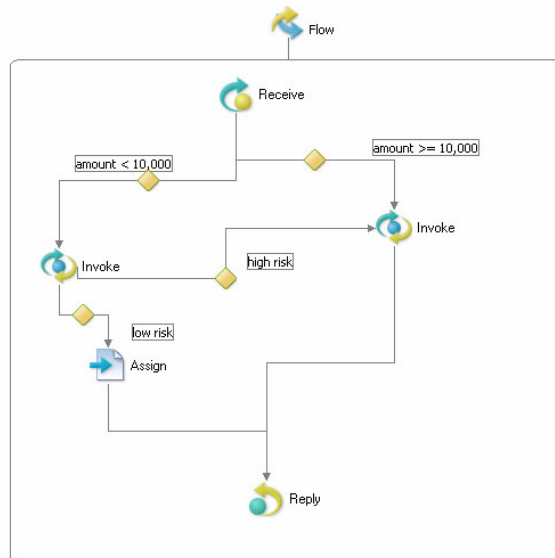 Flow
Receive
amount < 10,000
amount >= 10,000
Invoke
Invoke
high risk
low risk
Assign
Reply